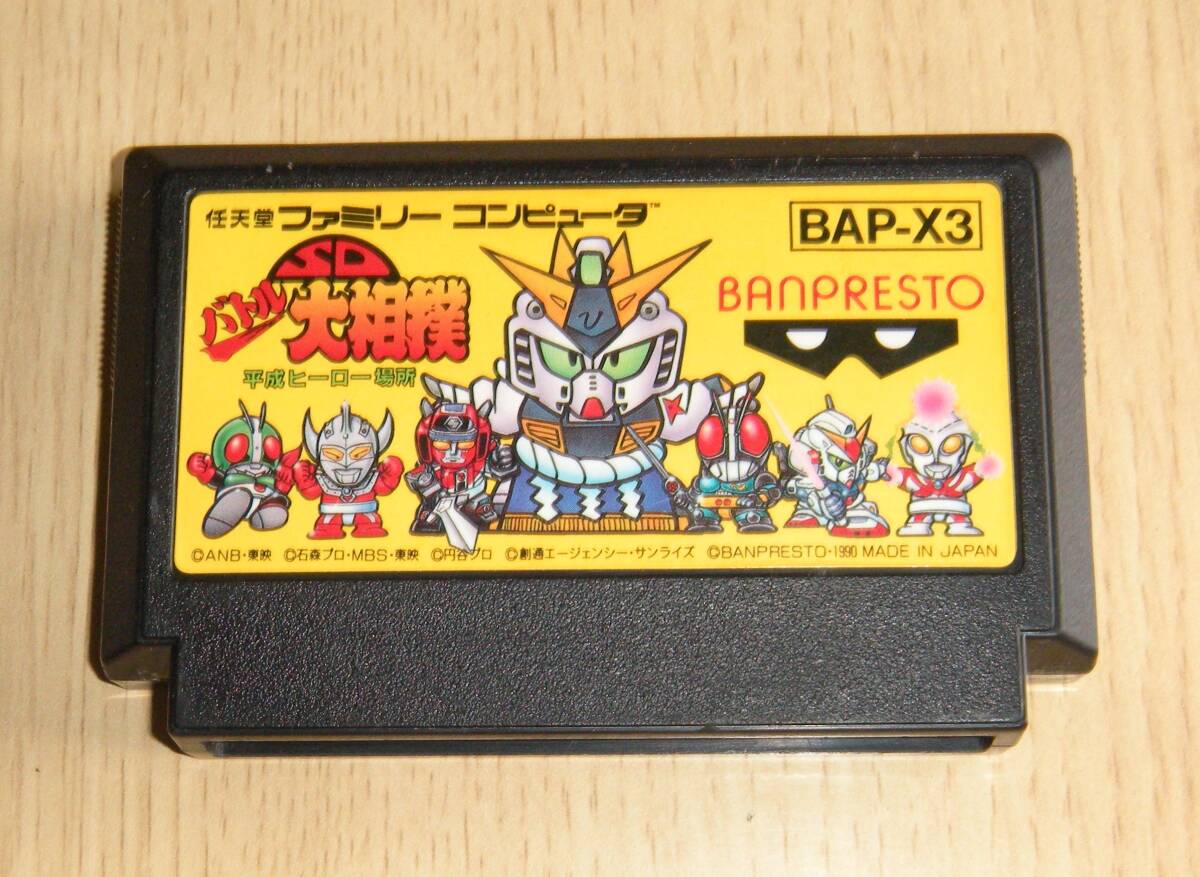 任天堂 ファミリー コンピュータ™
BAP-X3
SD
バトル
大相撲
平成ヒーロー場所
BANPRESTO
©ANB・東映 ©石森プロ・MBS・東映 ©円谷プロ ©創通エージェンシー・サンライズ ©BANPRESTO・1990 MADE IN JAPAN